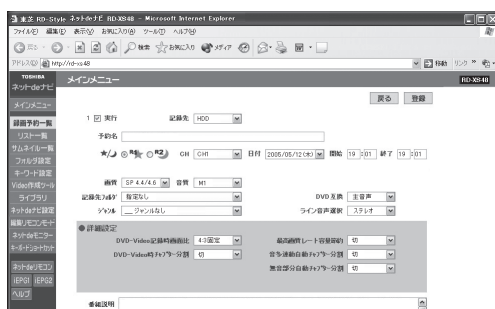 東芝 RD-Style ネットdeナビ RD-XS48 - Microsoft Internet Explorer
ファイル(F) 編集(E) 表示(V) お気に入り(A) ツール(T) ヘルプ(H)
戻る 検索 お気に入り メディア
アドレス(D) http://rd-xs48 移動 リンク
TOSHIBA
ネットdeナビ
メインメニュー
RD-XS48
メインメニュー
録画予約一覧
リスト一覧
サムネイル一覧
フォルダ設定
キーワード設定
Video作成ツール
ライブラリ
ネットdeナビ設定
編集リモコンモード
ネットdeモニター
キーボードショートカット
ネットdeリモコン
iEPG1 iEPG2
ヘルプ
戻る 登録
1 実行 記録先 HDD
予約名
R1 R2 CH CH1 日付 2005/05/12(木) 開始 19 :01 終了 19 :01
画質 SP 4.4/4.6 音質 M1
記録先フォルダ 指定なし DVD互換 主音声
ジャンル __ ジャンルなし ライン音声選択 ステレオ
●詳細設定
DVD-Video記録時画面比 4:3固定 最高画質レート容量節約 切
DVD-Video時チャプター分割 切 音多連動自動チャプター分割 切
無音部分自動チャプター分割 切
番組説明